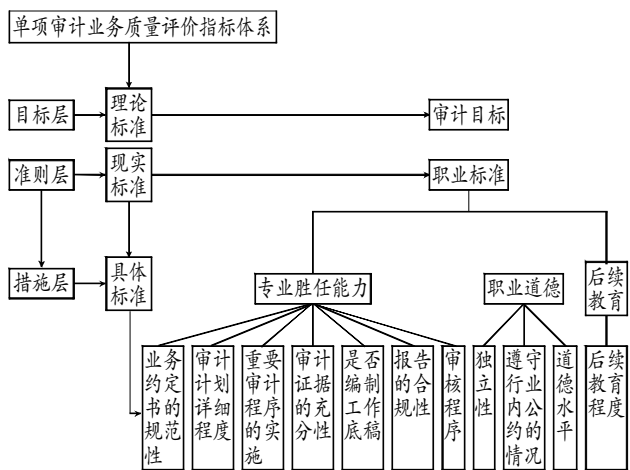 单项审计业务质量评价指标体系
目标层
理论
标准
审计目标
准则层
现实
标准
职业标准
措施层
具体
标准
专业胜任能力
职业道德
后续
教育
业务
约定
书的
规范
性
审计
计划
详细
程度
重要
审计
程序
的实
施
审计
证据
的充
分性
是否
编制
工作
底稿
报告
的合
规性
审
核
程
序
独
立
性
遵守
行业
内公
约的
情况
道
德
水
平
后续
教育
程度